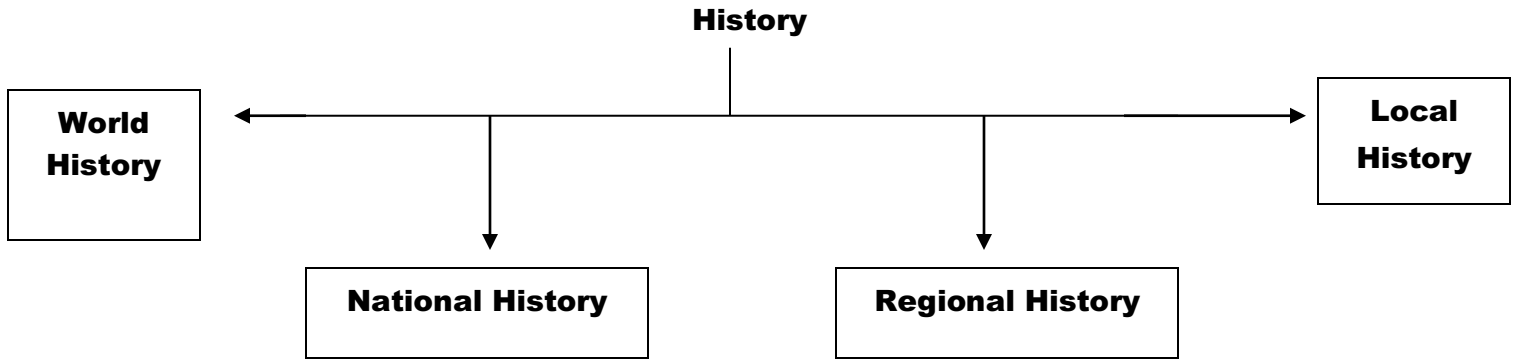 History
World
History
Local
History
National History
Regional History